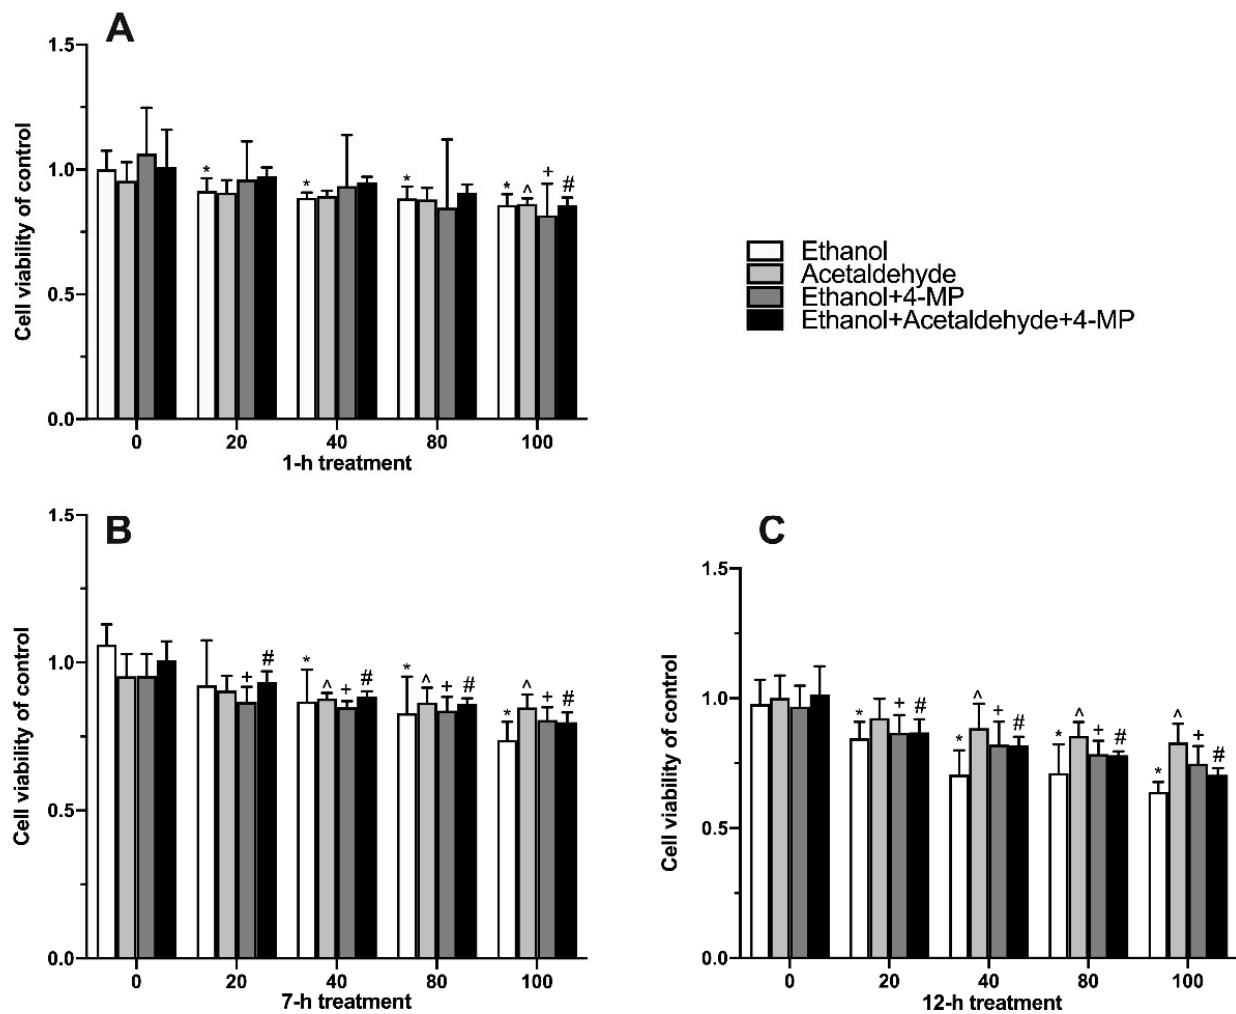 A
1.5
1.0
0.5
0.0
Cell viability of control
* * * * ^ + #
0 20 40 80 100
1-h treatment
Ethanol
Acetaldehyde
Ethanol+4-MP
Ethanol+Acetaldehyde+4-MP
B
1.5
1.0
0.5
0.0
Cell viability of control
+ # * ^ + # * ^ + # * ^ + #
0 20 40 80 100
7-h treatment
C
1.5
1.0
0.5
0.0
Cell viability of control
* + # * ^ + # * ^ + # * ^ + #
0 20 40 80 100
12-h treatment